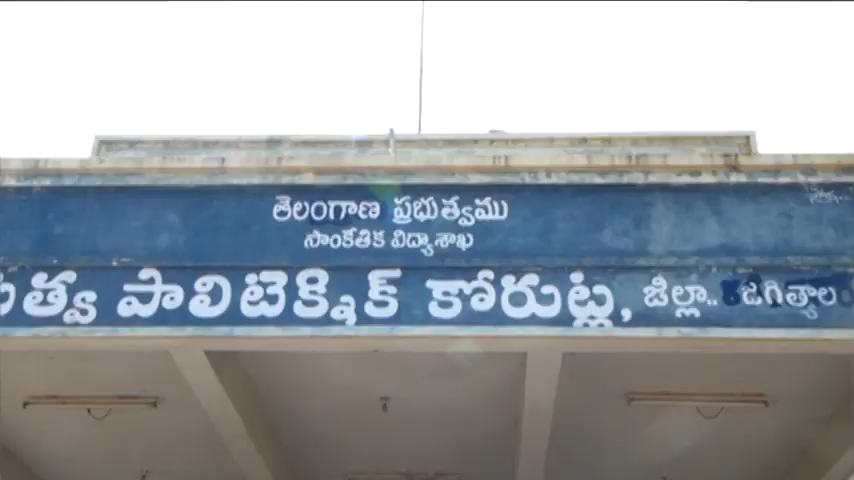 తెలంగాణ ప్రభుత్వము
సాంకేతిక విద్యాశాఖ
పాలిటెక్నిక్ కోరుట్ల, జిల్లా.. జగిత్యాల